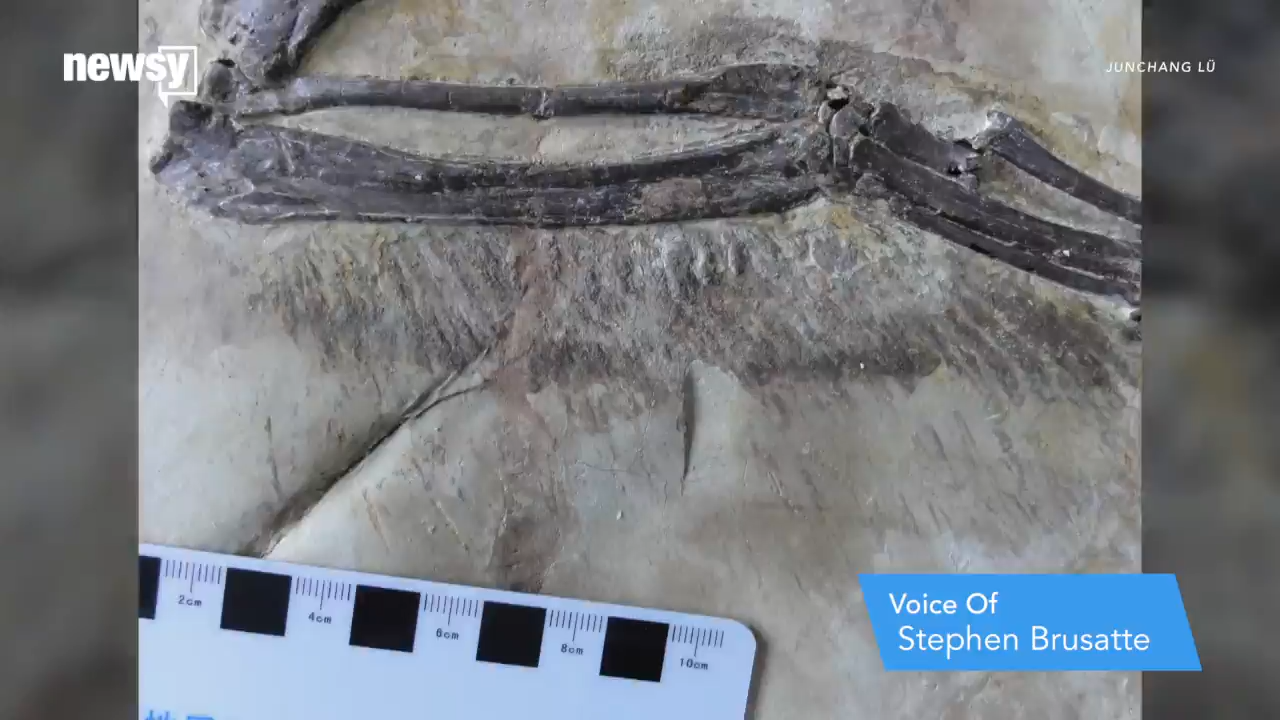 newsy
JUNCHANG LÜ
2cm
4cm
6cm
8cm
10cm
Voice Of
Stephen Brusatte